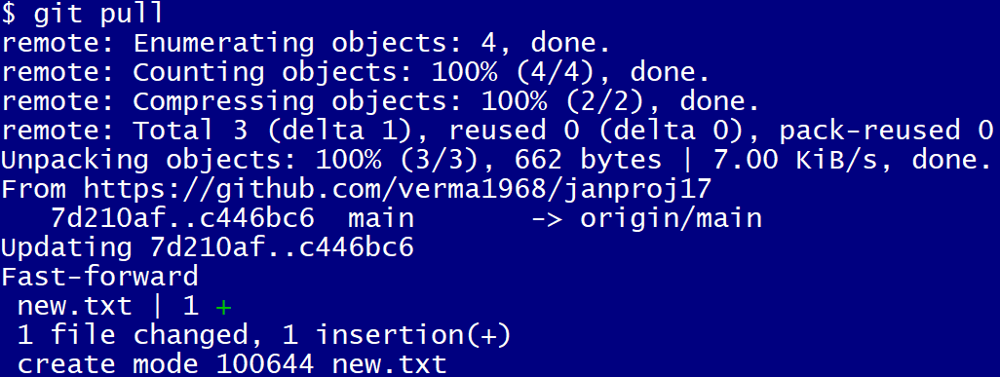 $ git pull
remote: Enumerating objects: 4, done.
remote: Counting objects: 100% (4/4), done.
remote: Compressing objects: 100% (2/2), done.
remote: Total 3 (delta 1), reused 0 (delta 0), pack-reused 0
Unpacking objects: 100% (3/3), 662 bytes | 7.00 KiB/s, done.
From https://github.com/verma1968/janproj17
   7d210af..c446bc6  main       -> origin/main
Updating 7d210af..c446bc6
Fast-forward
 new.txt | 1 +
 1 file changed, 1 insertion(+)
 create mode 100644 new.txt